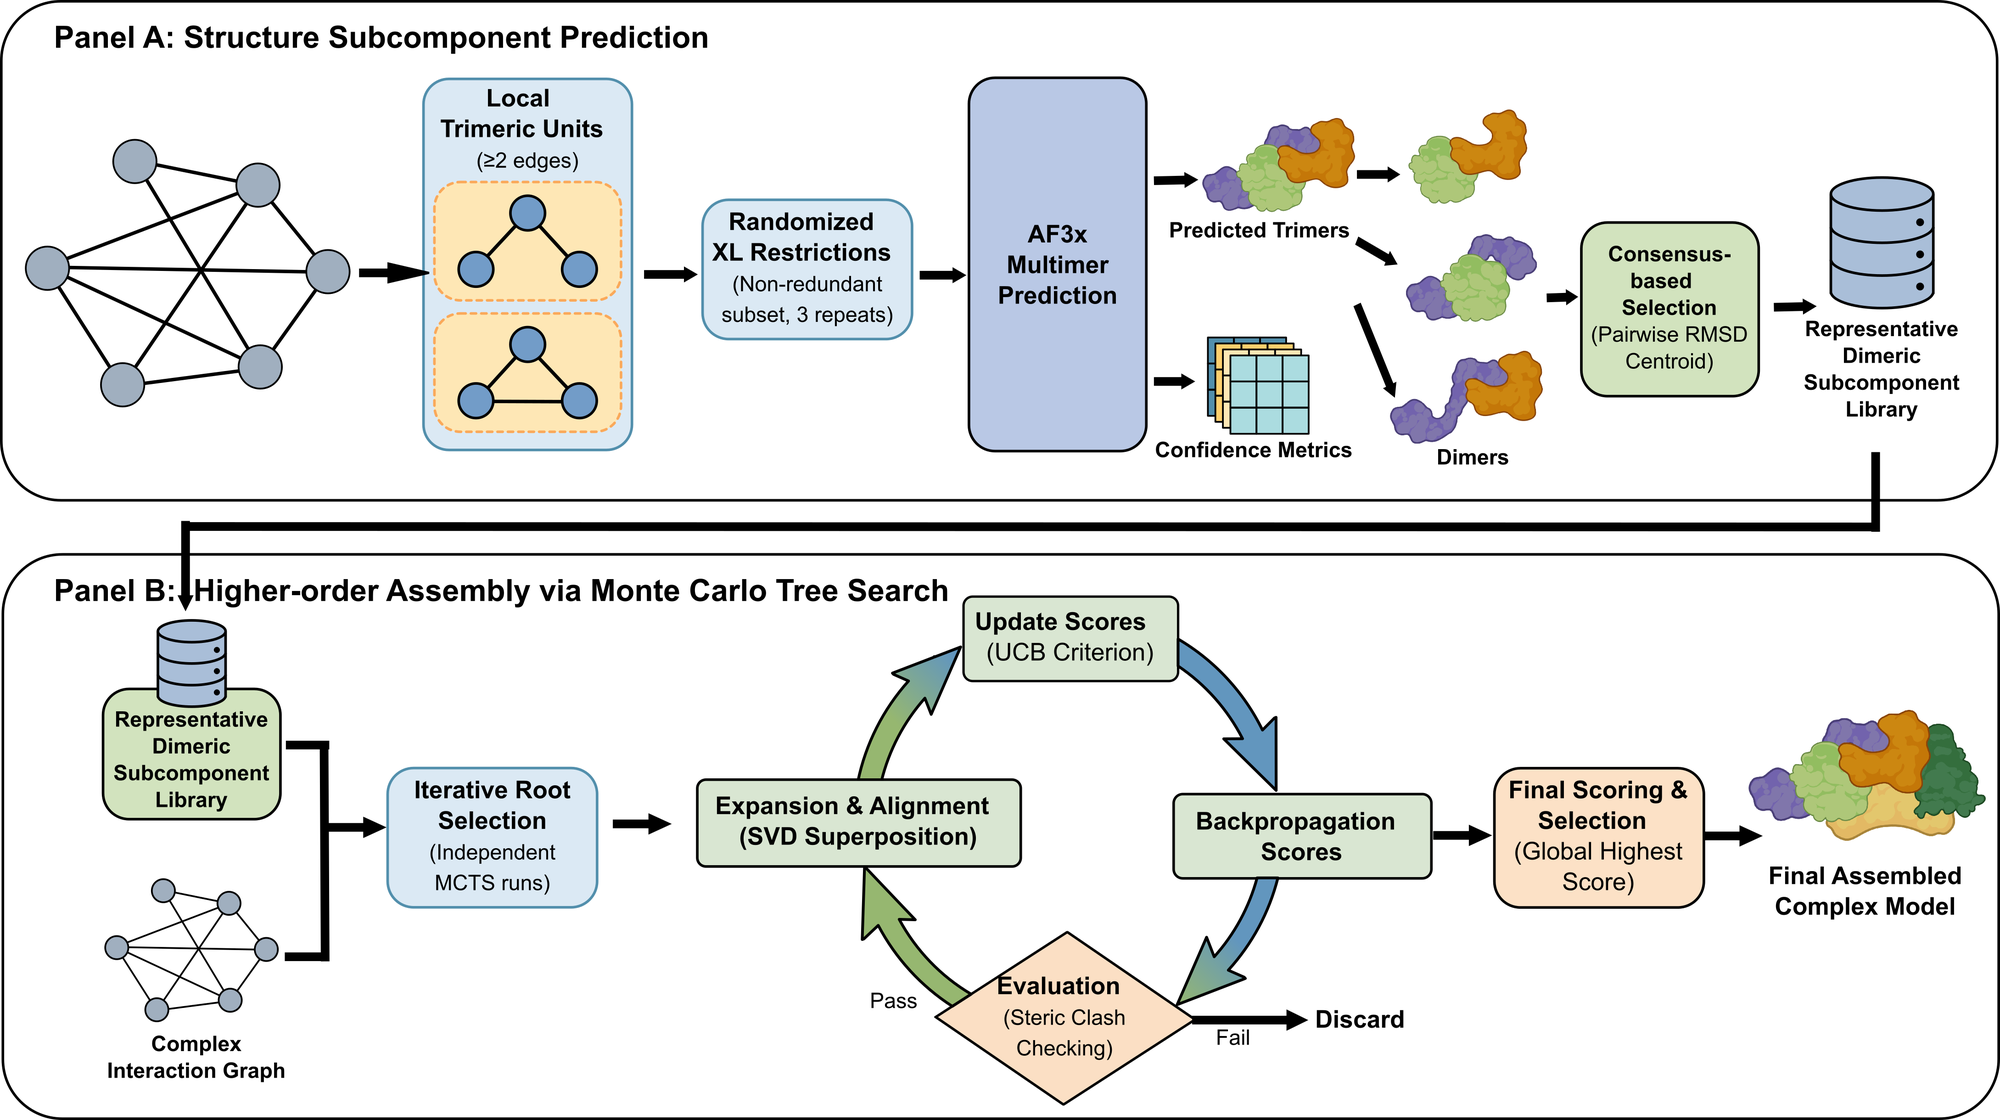 Panel A: Structure Subcomponent Prediction
Local
Trimeric Units
(≥2 edges)
Randomized
XL Restrictions
(Non-redundant
subset, 3 repeats)
AF3x
Multimer
Prediction
Predicted Trimers
Confidence Metrics
Dimers
Consensus-
based
Selection
(Pairwise RMSD
Centroid)
Representative
Dimeric
Subcomponent
Library
Panel B: Higher-order Assembly via Monte Carlo Tree Search
Representative
Dimeric
Subcomponent
Library
Complex
Interaction Graph
Iterative Root
Selection
(Independent
MCTS runs)
Expansion & Alignment
(SVD Superposition)
Update Scores
(UCB Criterion)
Backpropagation
Scores
Evaluation
(Steric Clash
Checking)
Pass
Fail
Discard
Final Scoring &
Selection
(Global Highest
Score)
Final Assembled
Complex Model